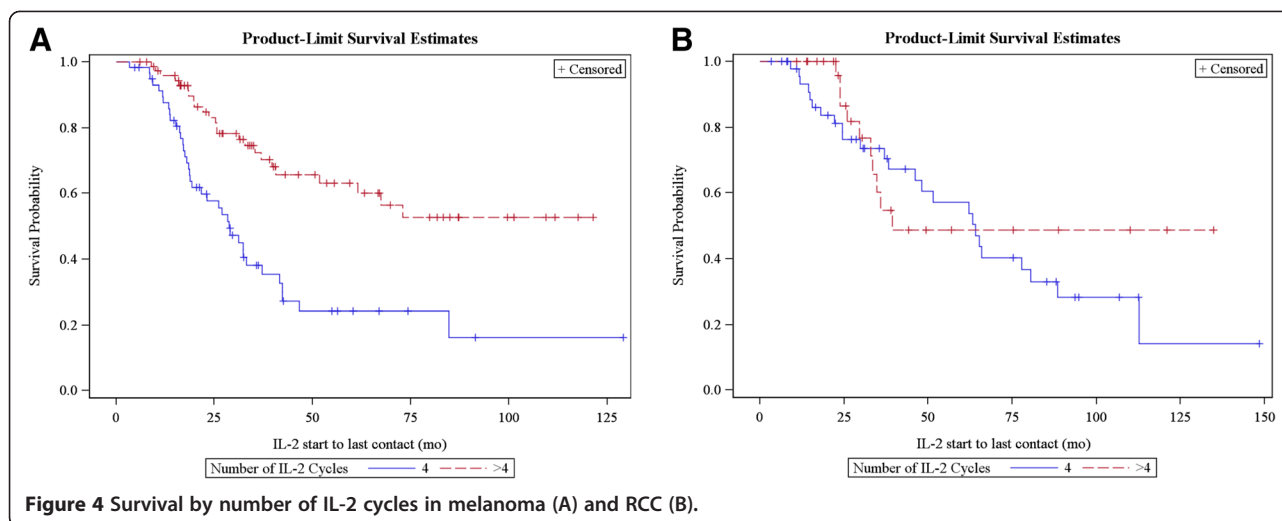 A
Product-Limit Survival Estimates
+ Censored
1.0
0.8
0.6
0.4
0.2
0.0
Survival Probability
0 25 50 75 100 125
IL-2 start to last contact (mo)
Number of IL-2 Cycles 4 >4
B
Product-Limit Survival Estimates
+ Censored
1.0
0.8
0.6
0.4
0.2
0.0
Survival Probability
0 25 50 75 100 125 150
IL-2 start to last contact (mo)
Number of IL-2 Cycles 4 >4
Figure 4 Survival by number of IL-2 cycles in melanoma (A) and RCC (B).